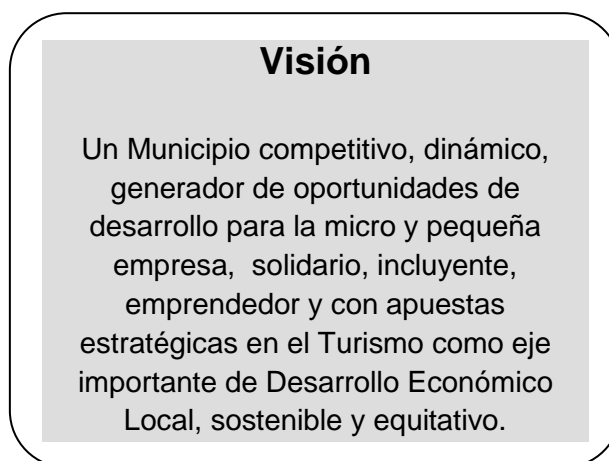 Visión
Un Municipio competitivo, dinámico,
generador de oportunidades de
desarrollo para la micro y pequeña
empresa,  solidario, incluyente,
emprendedor y con apuestas
estratégicas en el Turismo como eje
importante de Desarrollo Económico
Local, sostenible y equitativo.